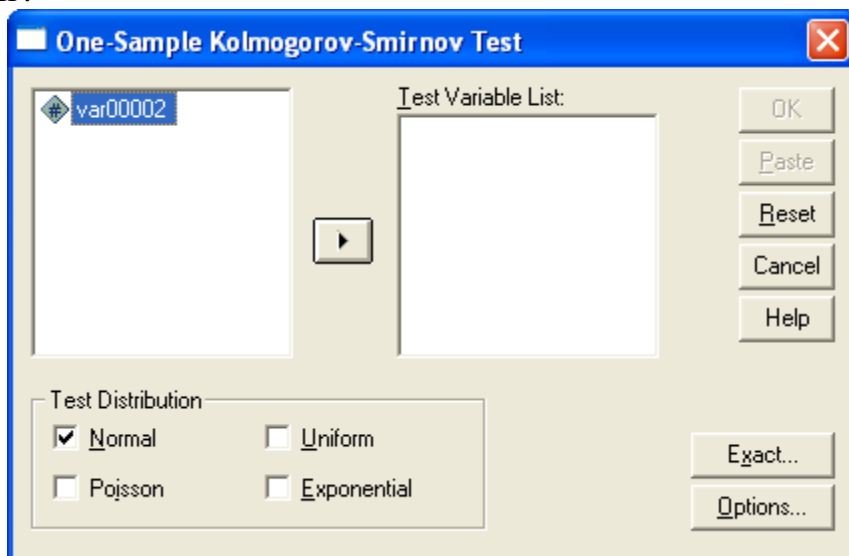 One-Sample Kolmogorov-Smirnov Test
var00002
Test Variable List:
OK
Paste
Reset
Cancel
Help
Test Distribution
Normal
Uniform
Poisson
Exponential
Exact...
Options...